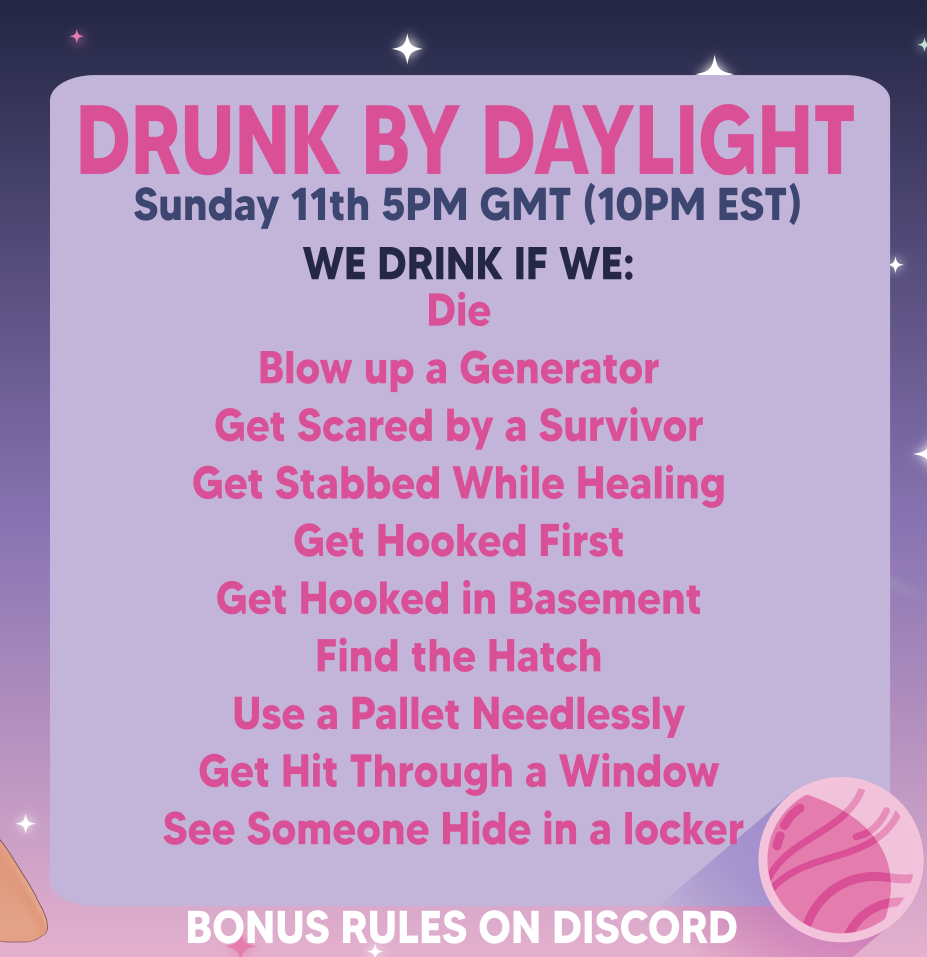 DRUNK BY DAYLIGHT
Sunday 11th 5PM GMT (10PM EST)
WE DRINK IF WE:
Die
Blow up a Generator
Get Scared by a Survivor
Get Stabbed While Healing
Get Hooked First
Get Hooked in Basement
Find the Hatch
Use a Pallet Needlessly
Get Hit Through a Window
See Someone Hide in a locker
BONUS RULES ON DISCORD